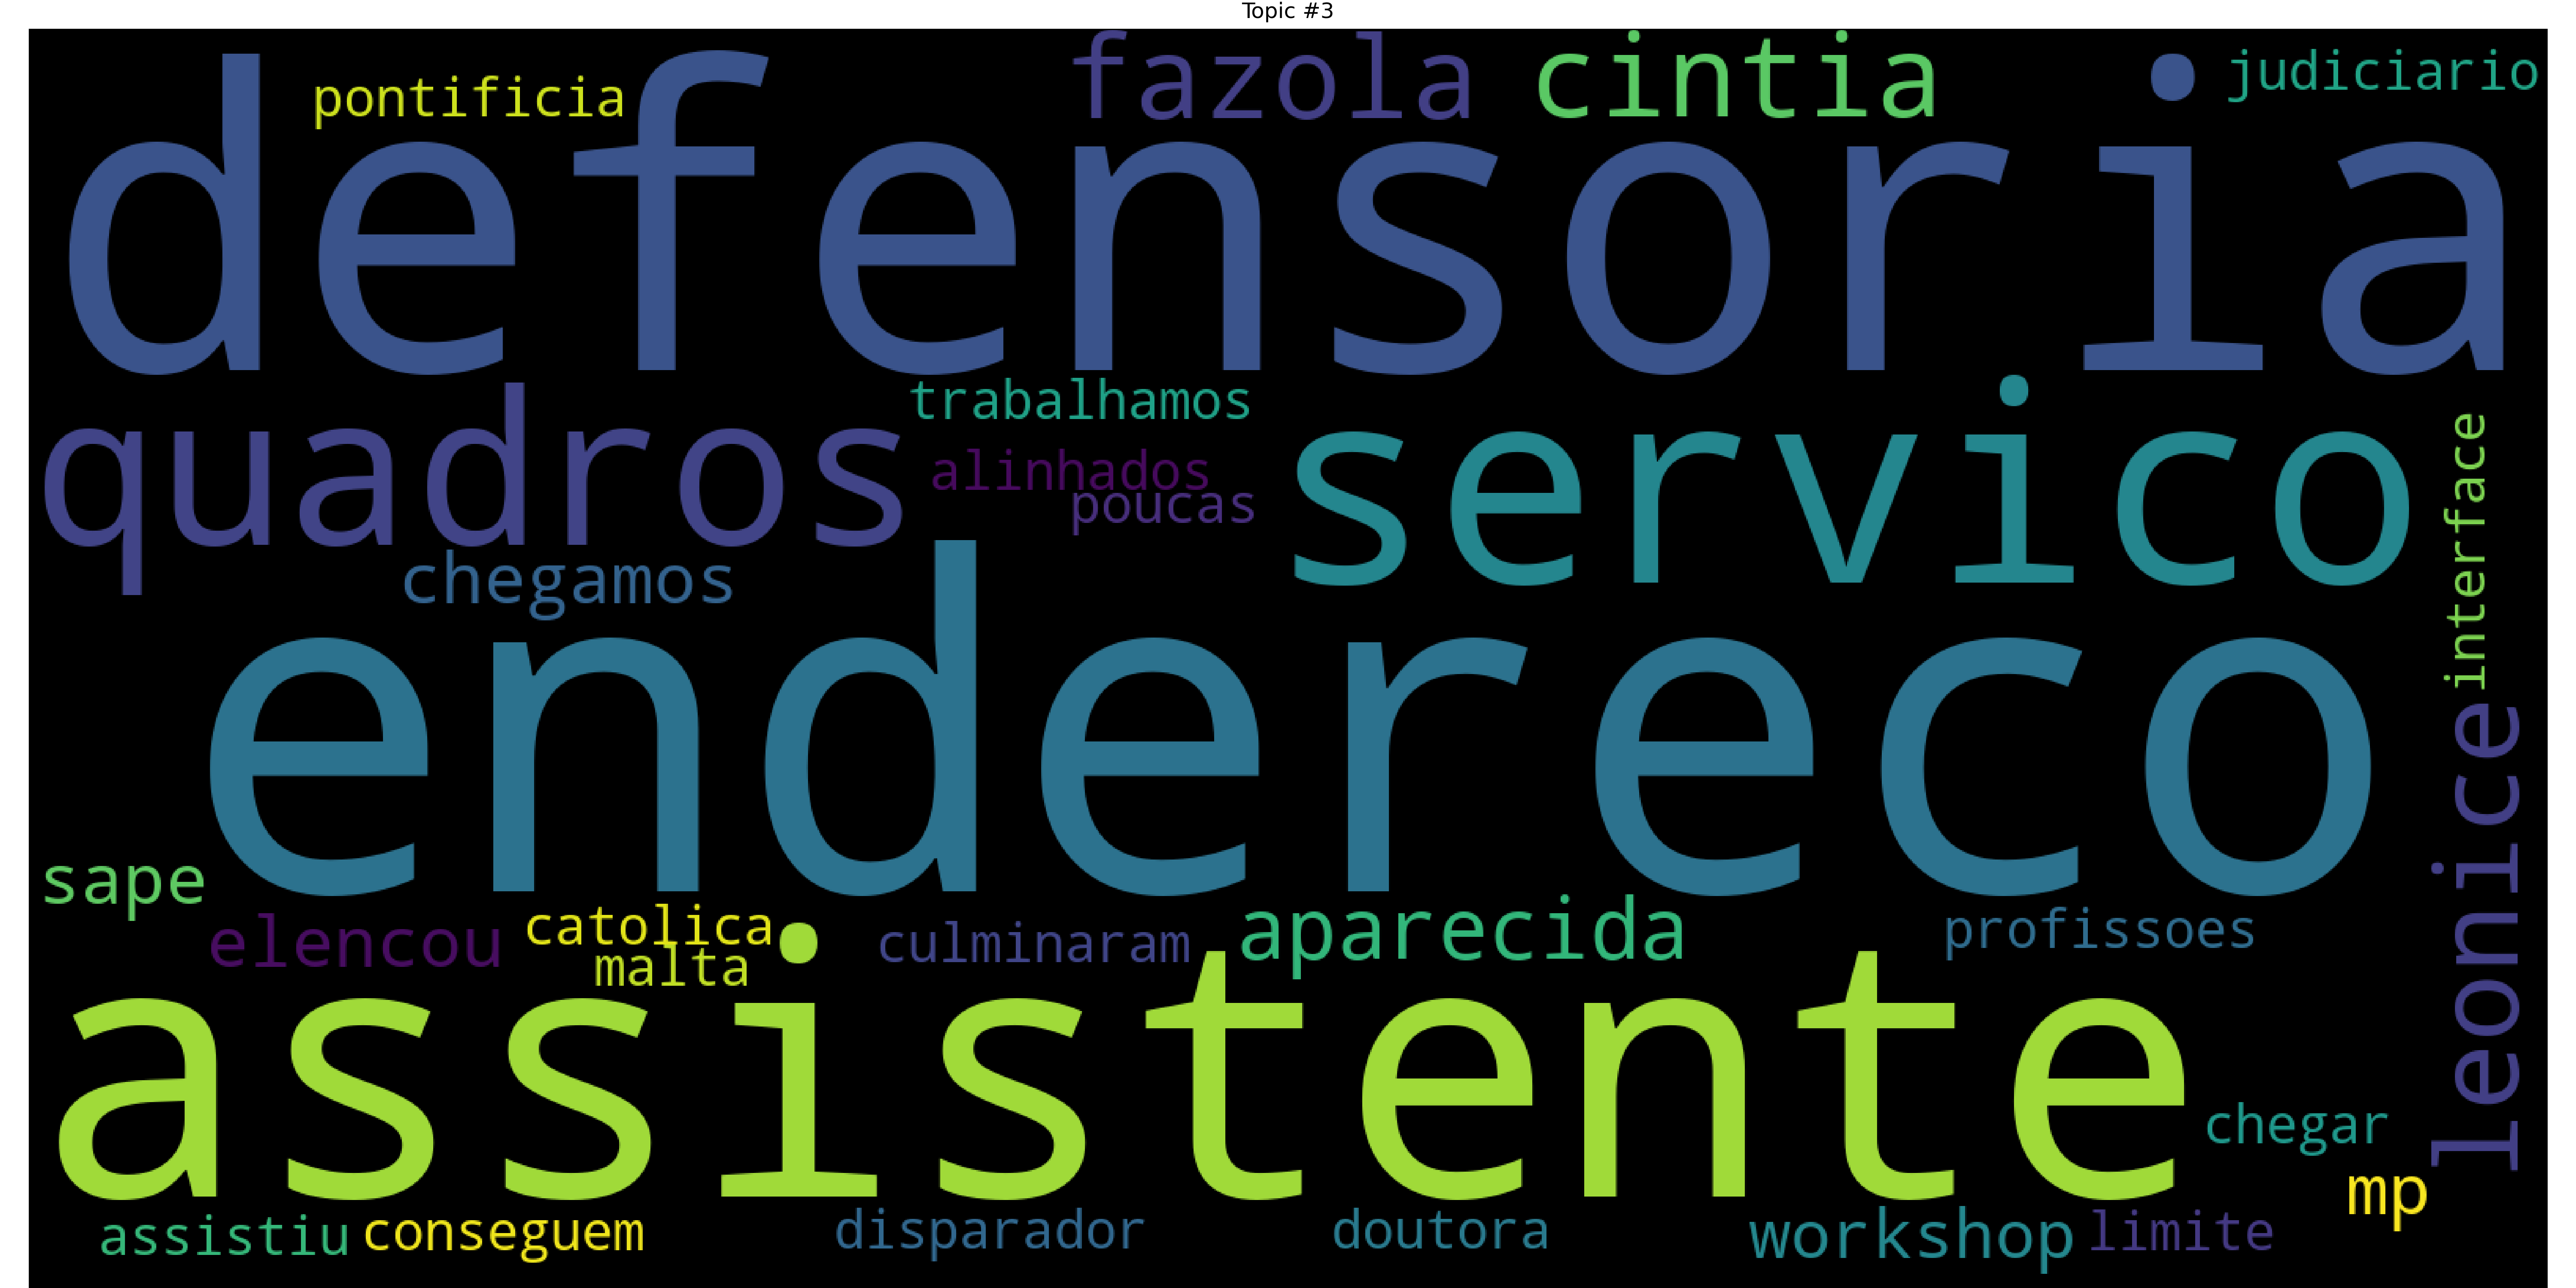 Topic #3
pontificia
fazola
cintia
judiciario
defensoria
trabalhamos
quadros
alinhados
poucas
servico
interface
chegamos
endereco
leonice
sape
elencou
catolica
malta
culminaram
aparecida
profissoes
assistente
chegar
mp
assistiu
conseguem
disparador
doutora
workshop
limite